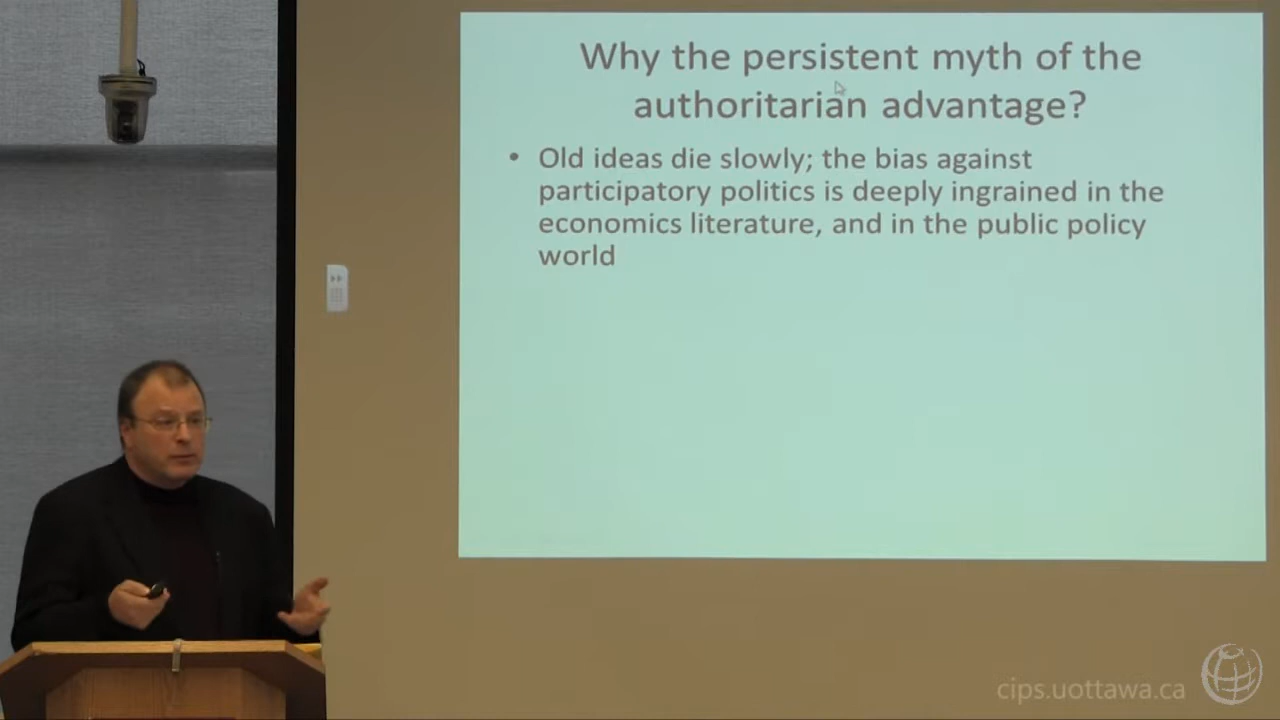 Why the persistent myth of the
authoritarian advantage?
• Old ideas die slowly; the bias against
participatory politics is deeply ingrained in the
economics literature, and in the public policy
world
cips.uottawa.ca